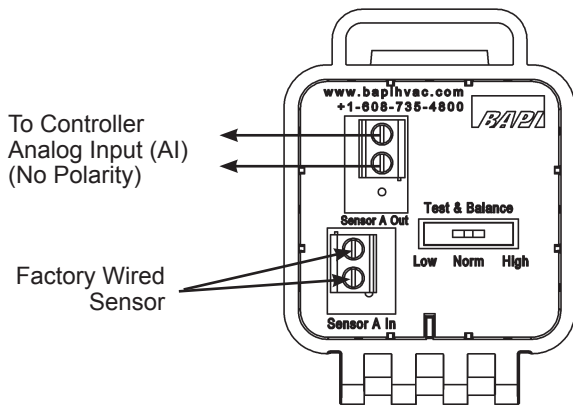 www.bapihvac.com
+1-608-735-4800
BAPI
To Controller
Analog Input (AI)
(No Polarity)
Sensor A Out
Test & Balance
Low Norm High
Factory Wired
Sensor
Sensor A In